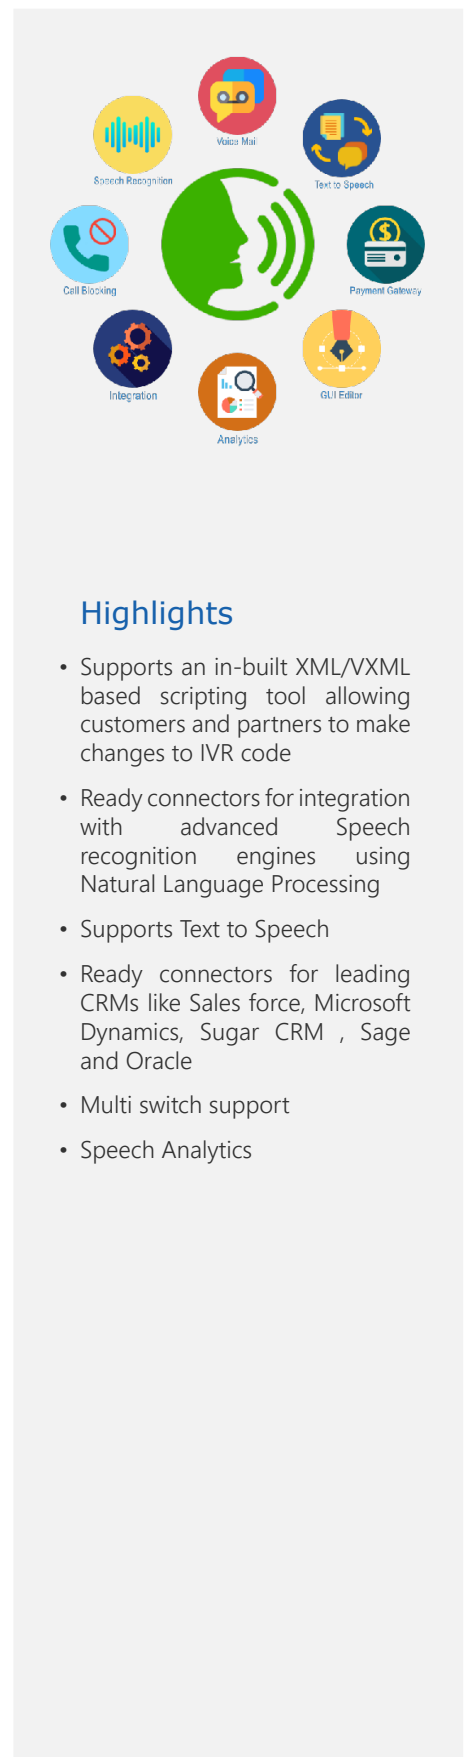 Voice Mail
Speech Recognition
Text to Speech
Call Blocking
Payment Gateway
Integration
GUI Editor
Analytics
Highlights
• Supports an in-built XML/VXML
based scripting tool allowing
customers and partners to make
changes to IVR code
• Ready connectors for integration
with advanced Speech
recognition engines using
Natural Language Processing
• Supports Text to Speech
• Ready connectors for leading
CRMs like Sales force, Microsoft
Dynamics, Sugar CRM , Sage
and Oracle
• Multi switch support
• Speech Analytics